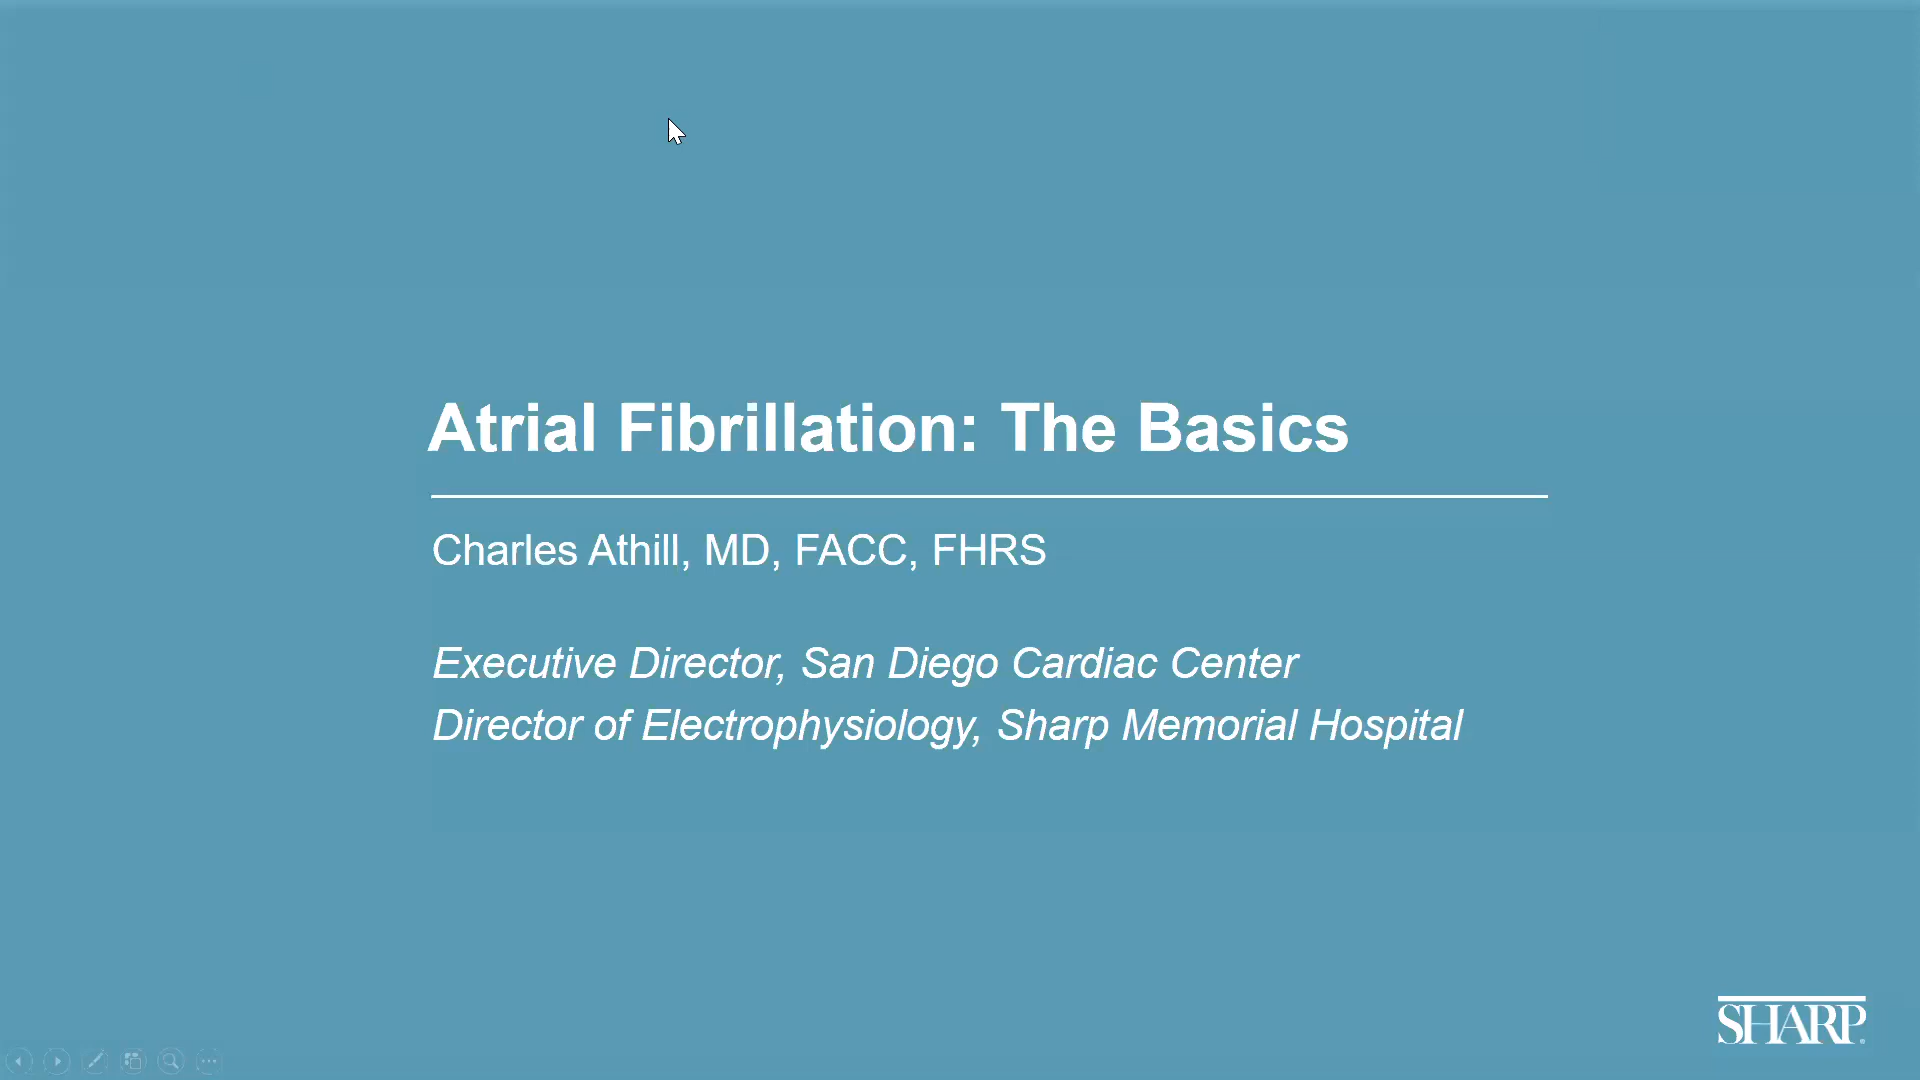 Atrial Fibrillation: The Basics
Charles Athill, MD, FACC, FHRS
Executive Director, San Diego Cardiac Center
Director of Electrophysiology, Sharp Memorial Hospital
SHARP®